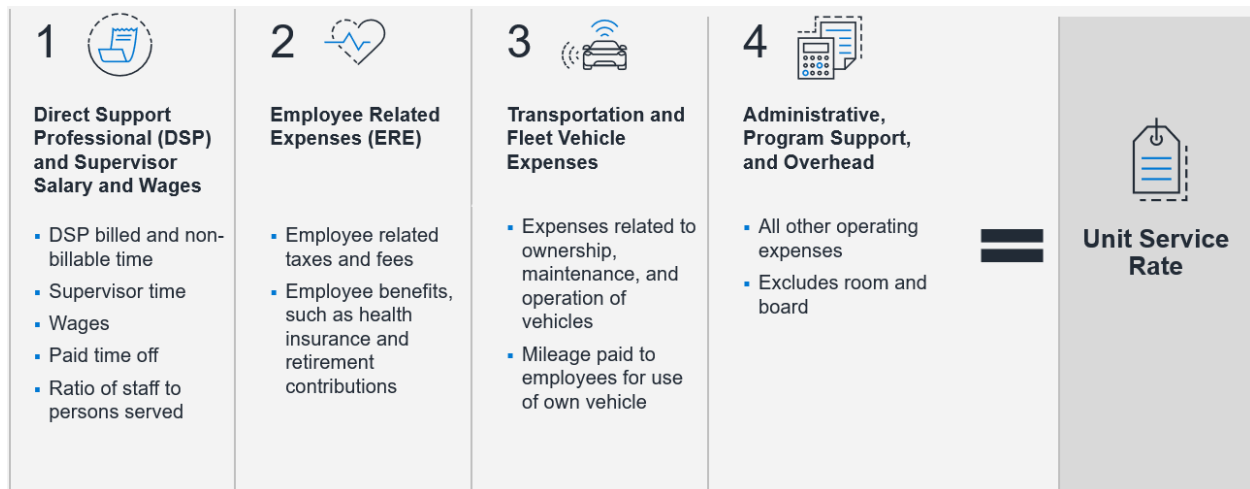 1
Direct Support
Professional (DSP)
and Supervisor
Salary and Wages
▪ DSP billed and non-
billable time
▪ Supervisor time
▪ Wages
▪ Paid time off
▪ Ratio of staff to
persons served
2
Employee Related
Expenses (ERE)
▪ Employee related
taxes and fees
▪ Employee benefits,
such as health
insurance and
retirement
contributions
3
Transportation and
Fleet Vehicle
Expenses
▪ Expenses related to
ownership,
maintenance, and
operation of
vehicles
▪ Mileage paid to
employees for use
of own vehicle
4
Administrative,
Program Support,
and Overhead
▪ All other operating
expenses
▪ Excludes room and
board
=
Unit Service
Rate